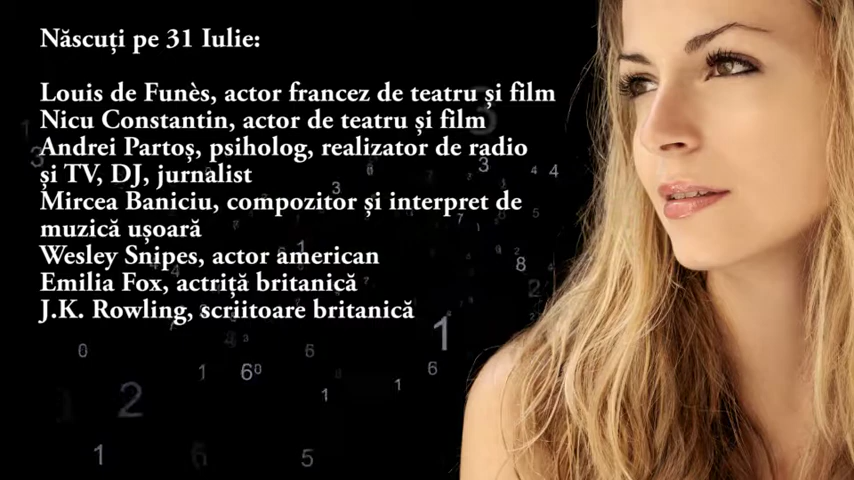 Născuți pe 31 Iulie:
Louis de Funès, actor francez de teatru și film
Nicu Constantin, actor de teatru și film
Andrei Partoș, psiholog, realizator de radio
și TV, DJ, jurnalist
Mircea Baniciu, compozitor și interpret de
muzică ușoară
Wesley Snipes, actor american
Emilia Fox, actriță britanică
J.K. Rowling, scriitoare britanică